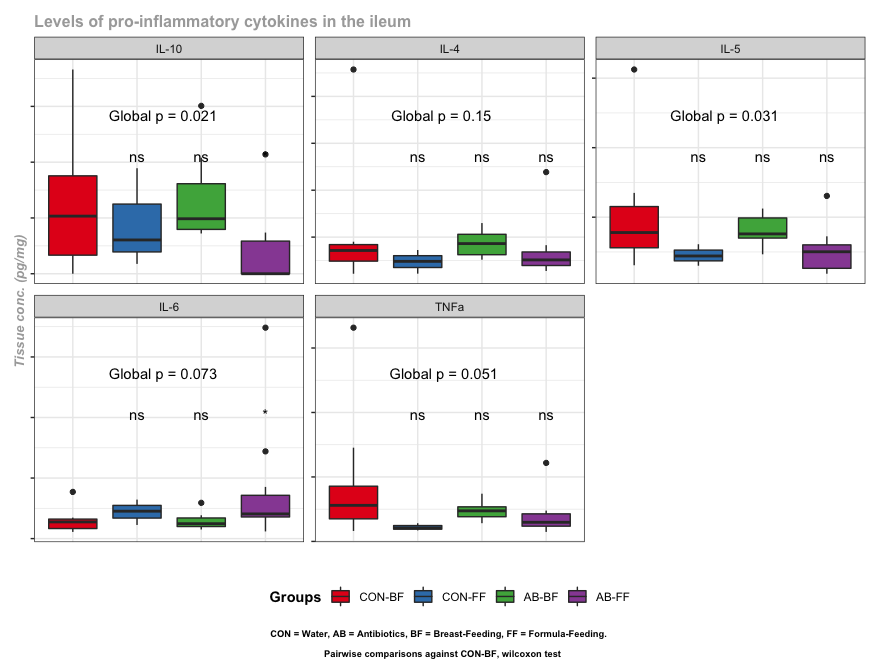 Levels of pro-inflammatory cytokines in the ileum
IL-10
IL-4
IL-5
Global p = 0.021
Global p = 0.15
Global p = 0.031
ns ns
ns ns ns
ns ns ns
Tissue conc. (pg/mg)
IL-6
TNFa
Global p = 0.073
Global p = 0.051
ns ns *
ns ns ns
Groups CON-BF CON-FF AB-BF AB-FF
CON = Water, AB = Antibiotics, BF = Breast-Feeding, FF = Formula-Feeding.
Pairwise comparisons against CON-BF, wilcoxon test